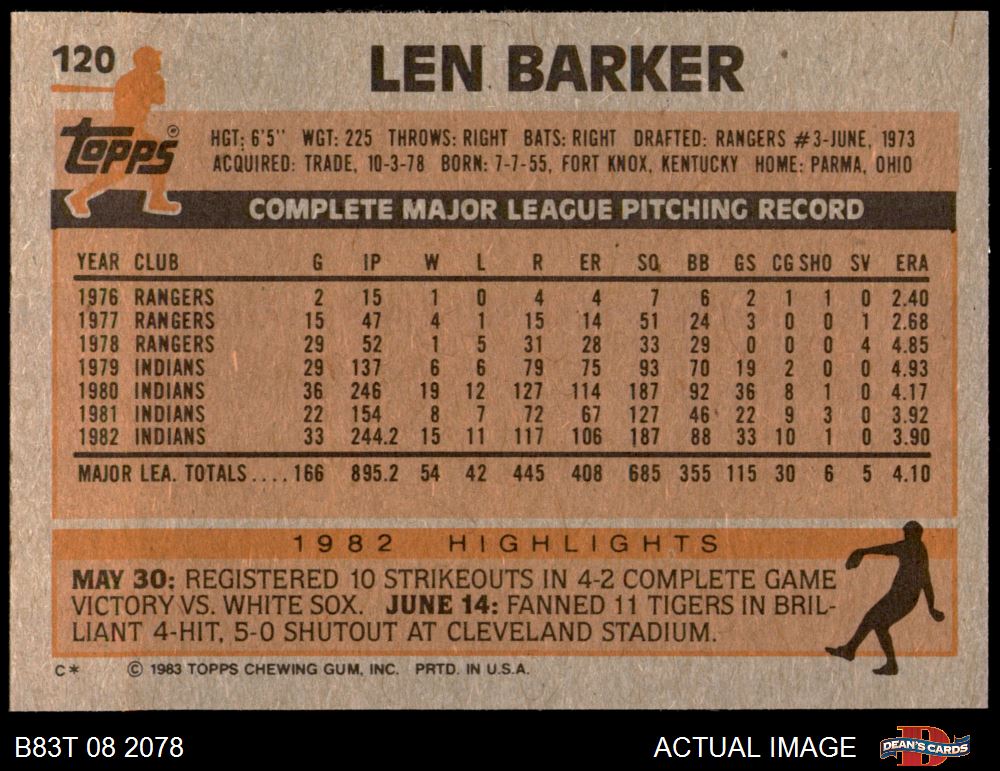 120
LEN BARKER
Topps®
HGT: 6'5" WGT: 225 THROWS: RIGHT BATS: RIGHT DRAFTED: RANGERS #3-JUNE, 1973
ACQUIRED: TRADE, 10-3-78 BORN: 7-7-55, FORT KNOX, KENTUCKY HOME: PARMA, OHIO
COMPLETE MAJOR LEAGUE PITCHING RECORD
YEAR CLUB G IP W L R ER SO BB GS CG SHO SV ERA
1976 RANGERS 2 15 1 0 4 4 7 6 2 1 1 0 2.40
1977 RANGERS 15 47 4 1 15 14 51 24 3 0 0 1 2.68
1978 RANGERS 29 52 1 5 31 28 33 29 0 0 0 4 4.85
1979 INDIANS 29 137 6 6 79 75 93 70 19 2 0 0 4.93
1980 INDIANS 36 246 19 12 127 114 187 92 36 8 1 0 4.17
1981 INDIANS 22 154 8 7 72 67 127 46 22 9 3 0 3.92
1982 INDIANS 33 244.2 15 11 117 106 187 88 33 10 1 0 3.90
MAJOR LEA. TOTALS.... 166 895.2 54 42 445 408 685 355 115 30 6 5 4.10
1982 HIGHLIGHTS
MAY 30: REGISTERED 10 STRIKEOUTS IN 4-2 COMPLETE GAME
VICTORY VS. WHITE SOX. JUNE 14: FANNED 11 TIGERS IN BRIL-
LIANT 4-HIT, 5-0 SHUTOUT AT CLEVELAND STADIUM.
C* © 1983 TOPPS CHEWING GUM, INC. PRTD. IN U.S.A.
B83T 08 2078
ACTUAL IMAGE
DEAN'S CARDS